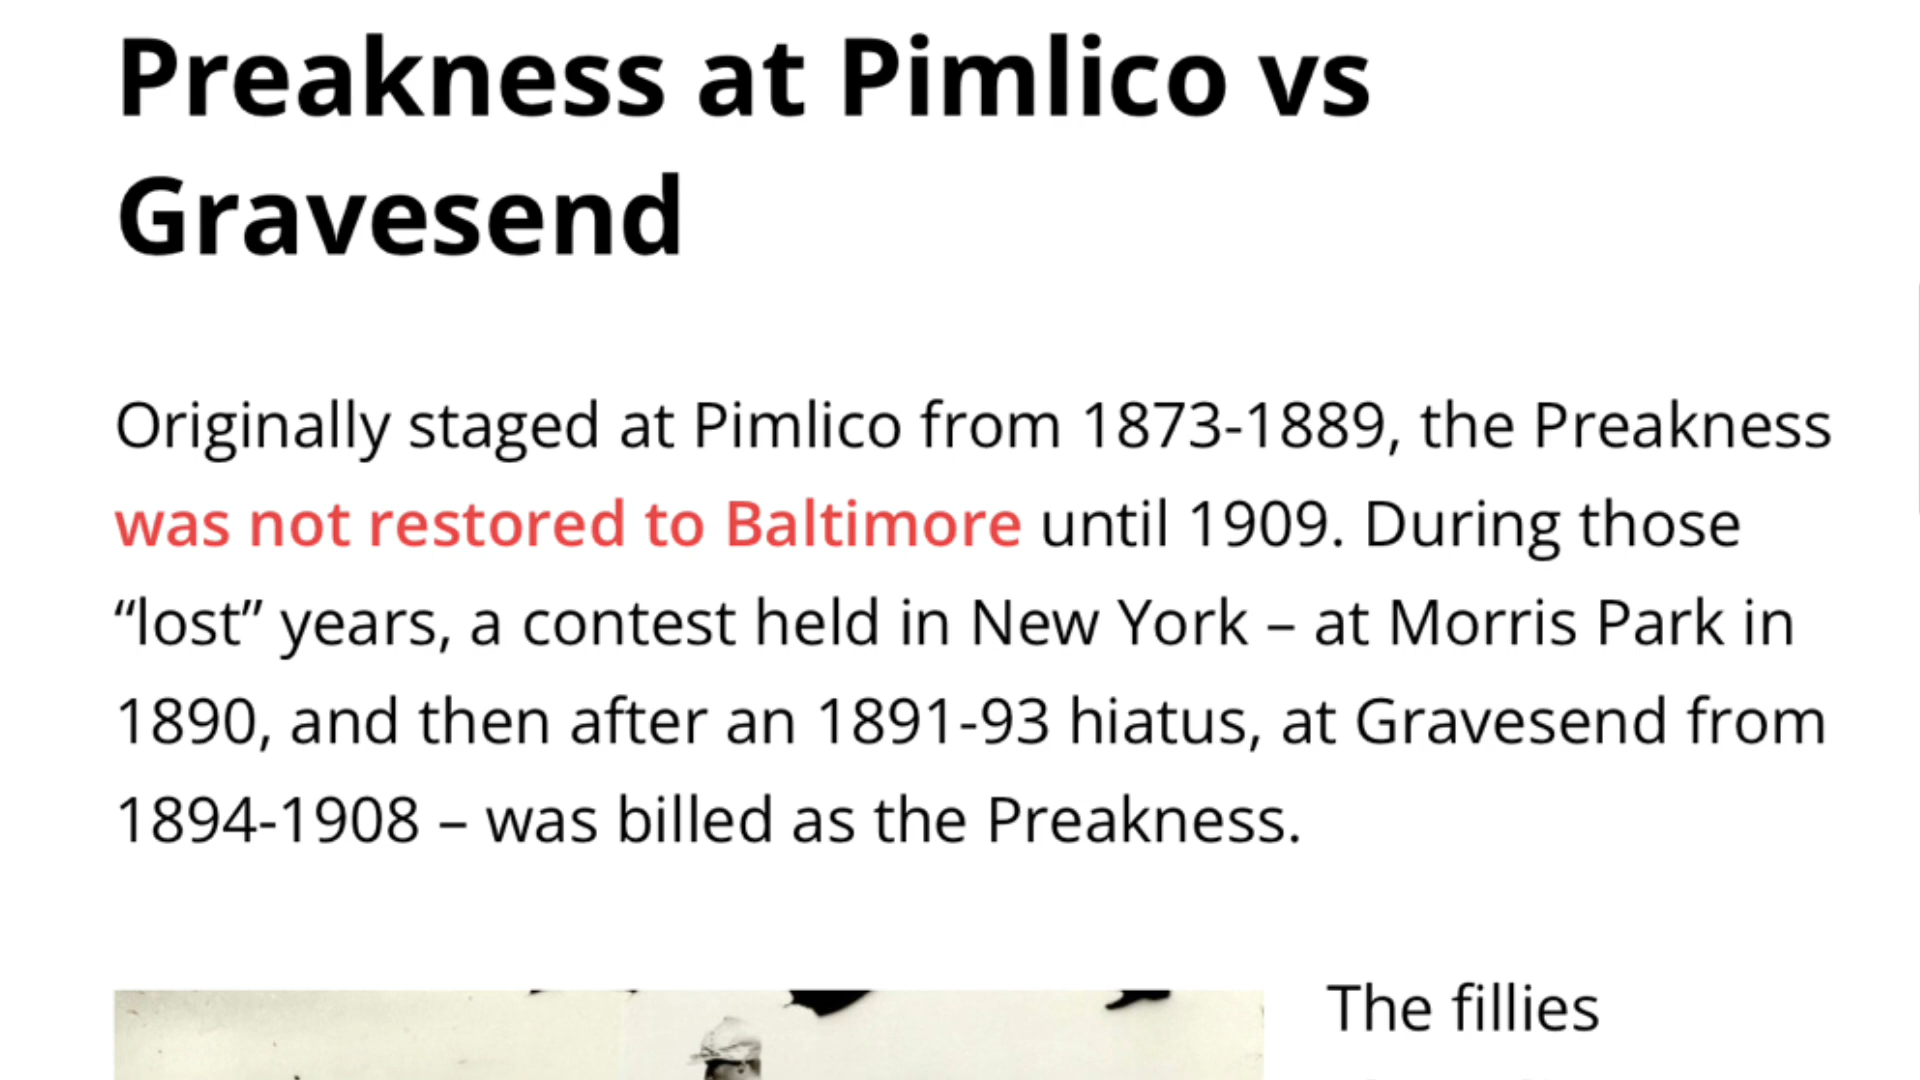 Preakness at Pimlico vs
Gravesend
Originally staged at Pimlico from 1873-1889, the Preakness
was not restored to Baltimore until 1909. During those
“lost” years, a contest held in New York – at Morris Park in
1890, and then after an 1891-93 hiatus, at Gravesend from
1894-1908 – was billed as the Preakness.
The fillies